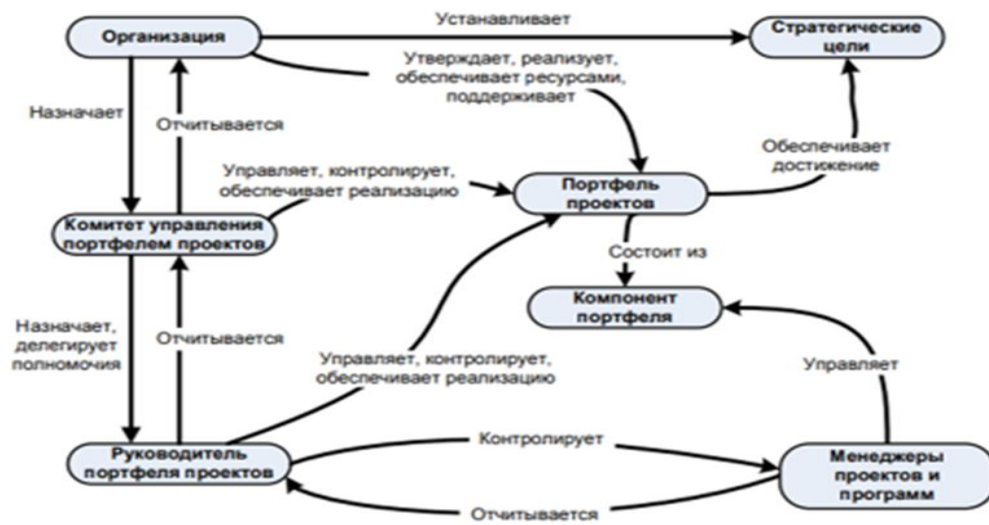 Устанавливает
Организация
Стратегические
цели
Утверждает, реализует,
обеспечивает ресурсами,
поддерживает
Назначает
Отчитывается
Обеспечивает
достижение
Управляет, контролирует,
обеспечивает реализацию
Портфель
проектов
Комитет управления
портфелем проектов
Состоит из
Компонент
портфеля
Назначает,
делегирует
полномочия
Отчитывается
Управляет, контролирует,
обеспечивает реализацию
Управляет
Руководитель
портфеля проектов
Контролирует
Менеджеры
проектов и
программ
Отчитывается